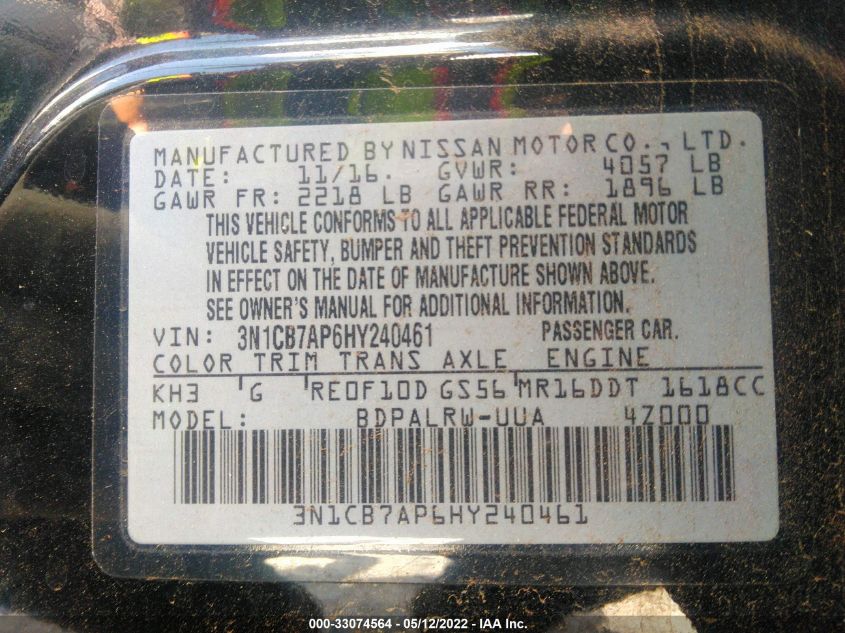 MANUFACTURED BY NISSAN MOTOR CO., LTD.
DATE: 11/16. GVWR: 4057 LB
GAWR FR: 2218 LB GAWR RR: 1896 LB
THIS VEHICLE CONFORMS TO ALL APPLICABLE FEDERAL MOTOR
VEHICLE SAFETY, BUMPER AND THEFT PREVENTION STANDARDS
IN EFFECT ON THE DATE OF MANUFACTURE SHOWN ABOVE.
SEE OWNER'S MANUAL FOR ADDITIONAL INFORMATION.
VIN: 3N1CB7AP6HY240461 PASSENGER CAR.
COLOR TRIM TRANS AXLE ENGINE
KH3 'G 'RE0F10D GS56 'MR16DDT 1618CC
MODEL: BDPALRW-UUA 4Z000
3N1CB7AP6HY240461
000-33074564 - 05/12/2022 - IAA Inc.